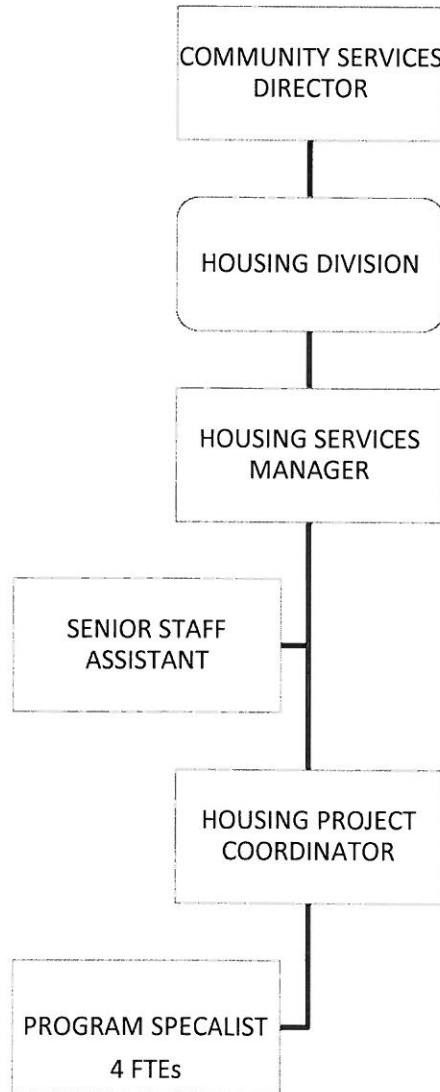 COMMUNITY SERVICES
DIRECTOR
HOUSING DIVISION
HOUSING SERVICES
MANAGER
SENIOR STAFF
ASSISTANT
HOUSING PROJECT
COORDINATOR
PROGRAM SPECALIST
4 FTEs